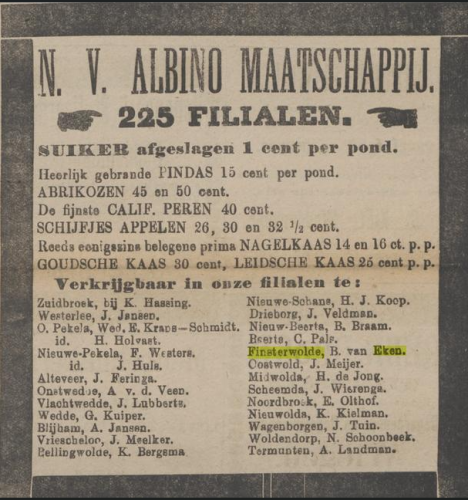 N. V. ALBINO MAATSCHAPPIJ.
225 FILIALEN.
SUIKER afgeslagen 1 cent per pond.
Heerlijk gebrande PINDAS 15 cent per pond.
ABRIKOZEN 45 en 50 cent.
De fijnste CALIF. PEREN 40 cent.
SCHIJFJES APPELEN 26, 30 en 32 ½ cent.
Reeds eenigszins belegene prima NAGELKAAS 14 en 16 ct. p. p.
GOUDSCHE KAAS 30 cent, LEIDSCHE KAAS 25 cent p. p.
Verkrijgbaar in onze filialen te:
Zuidbroek, bij K. Hassing.
Westerlee, J. Jansen.
O. Pekela, Wed. E. Krans-Schmidt.
id. H. Holvast.
Nieuwe-Pekela, F. Westers.
id. J. Huls.
Alteveer, J. Feringa.
Onstwedde, A v. d. Veen.
Vlachtwedde, J. Lubberts.
Wedde, G. Kuiper.
Blijham, A. Jansen.
Vriescheloo, J. Meelker.
Bellingwolde, K. Bergsma
Nieuwe-Schans, H. J. Koop.
Drieborg, J. Veldman.
Nieuw-Beerta, B. Braam.
Beerta, C. Pals.
Finsterwolde, B. van Eken.
Oostwold, J. Meijer.
Midwolda, H. de Jong.
Scheemda, J. Wierenga.
Noordbroek, E. Olthof.
Nieuwolda, K. Kielman.
Wagenborgen, J. Tuin.
Woldendorp, N. Schoonbeek.
Termunten, A. Landman.